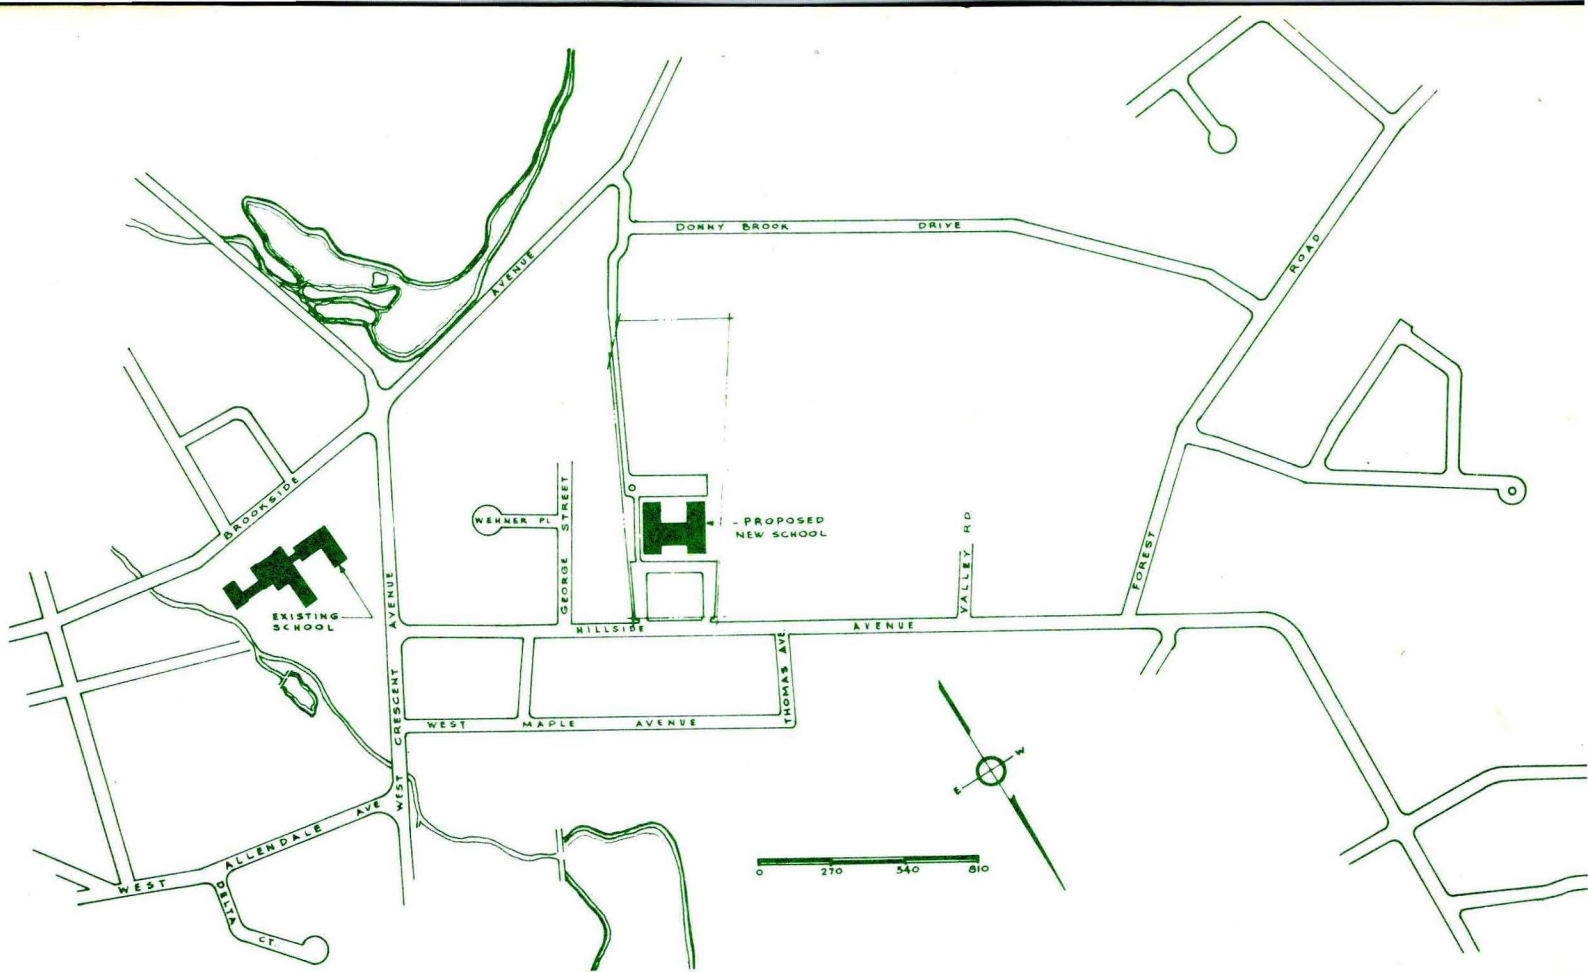 AVENUE
DONNY BROOK DRIVE
ROAD
BROOKSIDE
WEHNER PL.
GEORGE STREET
- PROPOSED
NEW SCHOOL
VALLEY RD
FOREST
EXISTING
SCHOOL
HILLSIDE AVENUE
WEST CRESCENT AVENUE
THOMAS AVE.
WEST MAPLE AVENUE
W
E
WEST ALLENDALE AVE
DELTA CT.
0 270 540 810